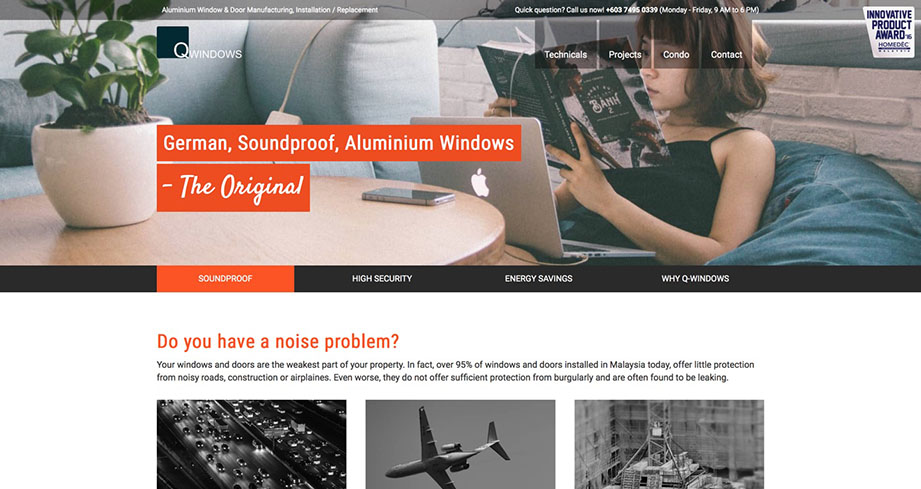 Aluminium Window & Door Manufacturing, Installation / Replacement
Quick question? Call us now! +603 7495 0339 (Monday - Friday, 9 AM to 6 PM)
INNOVATIVE
PRODUCT
AWARD '16
HOMEDEC
MALAYSIA
QWINDOWS
Technicals
Projects
Condo
Contact
BANH
2
German, Soundproof, Aluminium Windows
- The Original
SOUNDPROOF
HIGH SECURITY
ENERGY SAVINGS
WHY Q-WINDOWS
Do you have a noise problem?
Your windows and doors are the weakest part of your property. In fact, over 95% of windows and doors installed in Malaysia today, offer little protection
from noisy roads, construction or airplaines. Even worse, they do not offer sufficient protection from burgularly and are often found to be leaking.